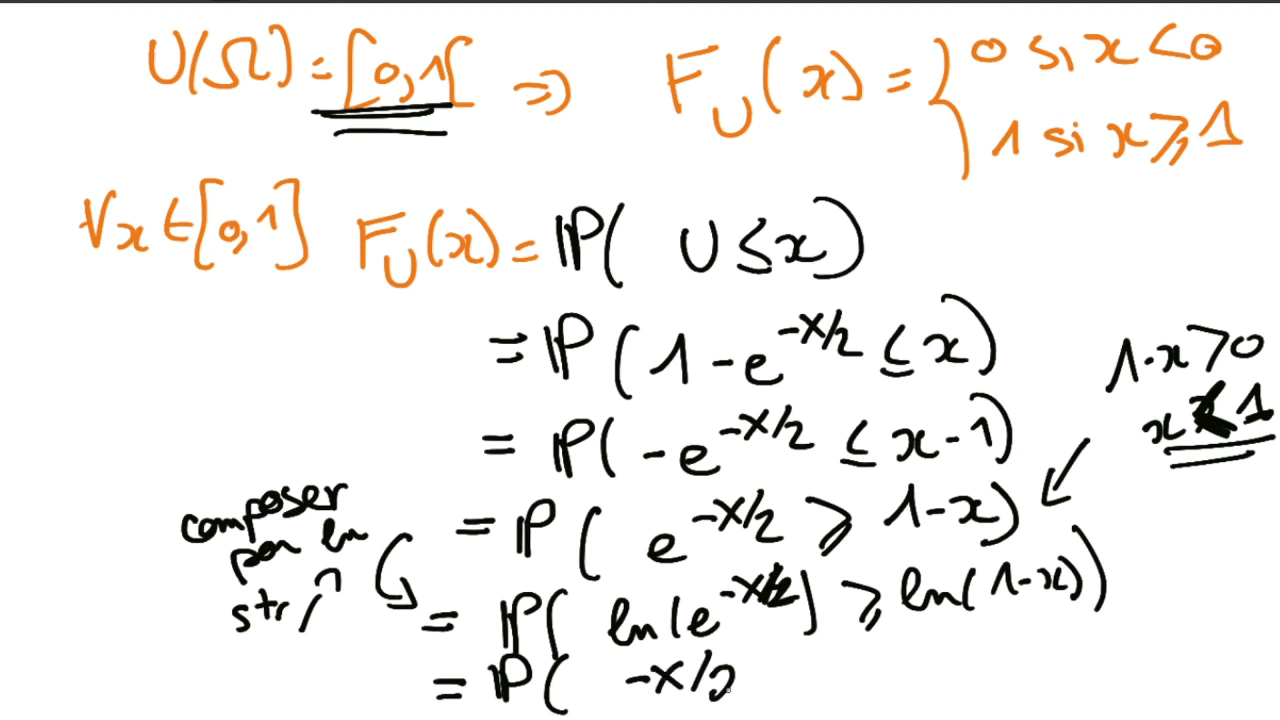 U(Ω) = [0,1[ ⇒ F_U(x) = { 0 si x < 0
1 si x ⩾ 1
∀x ∈ [0,1] F_U(x) = ℙ( U ≤ x)
= ℙ(1 - e^{-X/2} ≤ x)
1-x > 0
= ℙ(-e^{-X/2} ≤ x-1)
x < 1
= ℙ( e^{-X/2} ⩾ 1-x)
composer
par ln
str ↗
= ℙ( ln(e^{-X/2}) ⩾ ln(1-x))
= ℙ( -X/2